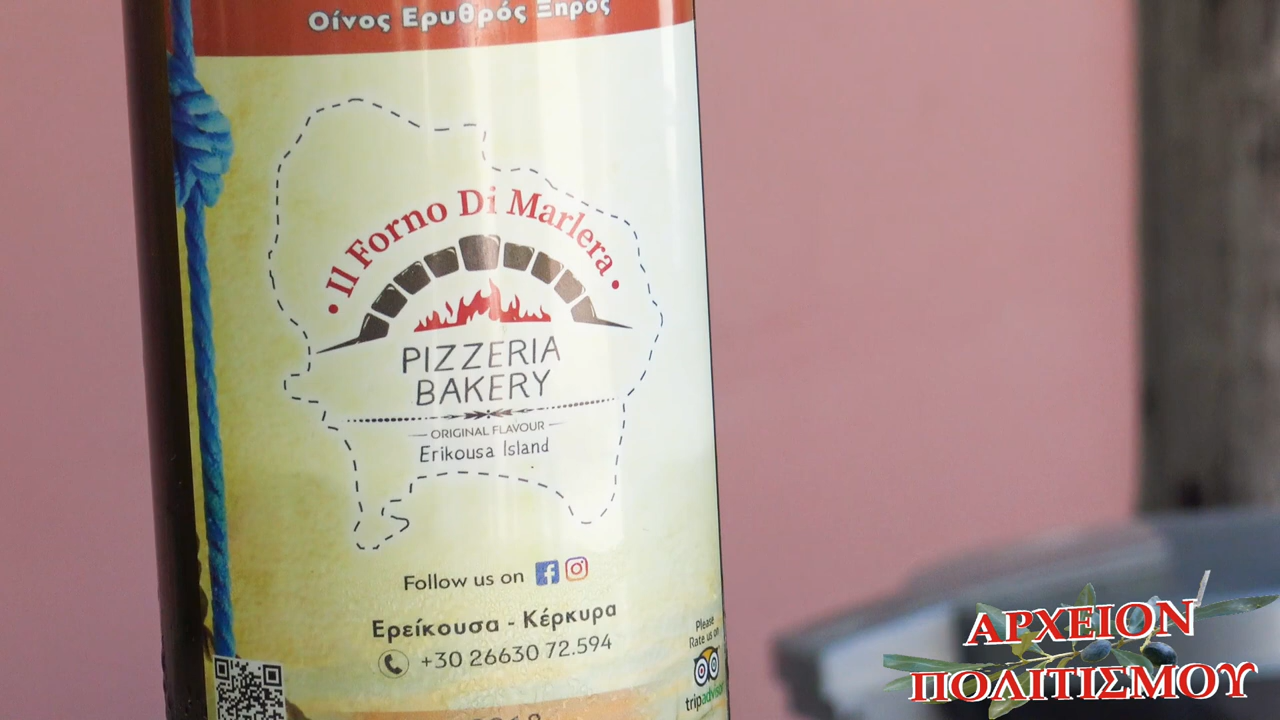 Οίνος Ερυθρός Ξηρός
Il Forno Di Marlera
PIZZERIA
BAKERY
ORIGINAL FLAVOUR
Erikousa Island
Follow us on
Ερείκουσα - Κέρκυρα
+30 26630 72.594
Please
Rate us on
tripadvisor
ΑΡΧΕΙΟΝ
ΠΟΛΙΤΙΣΜΟΥ